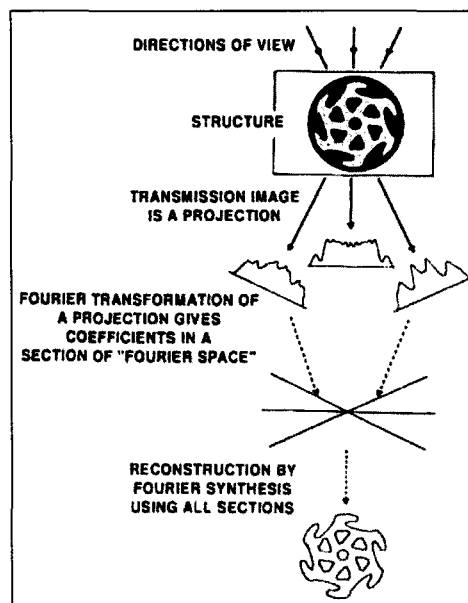 DIRECTIONS OF VIEW
STRUCTURE
TRANSMISSION IMAGE
IS A PROJECTION
FOURIER TRANSFORMATION OF
A PROJECTION GIVES
COEFFICIENTS IN A
SECTION OF "FOURIER SPACE"
RECONSTRUCTION BY
FOURIER SYNTHESIS
USING ALL SECTIONS